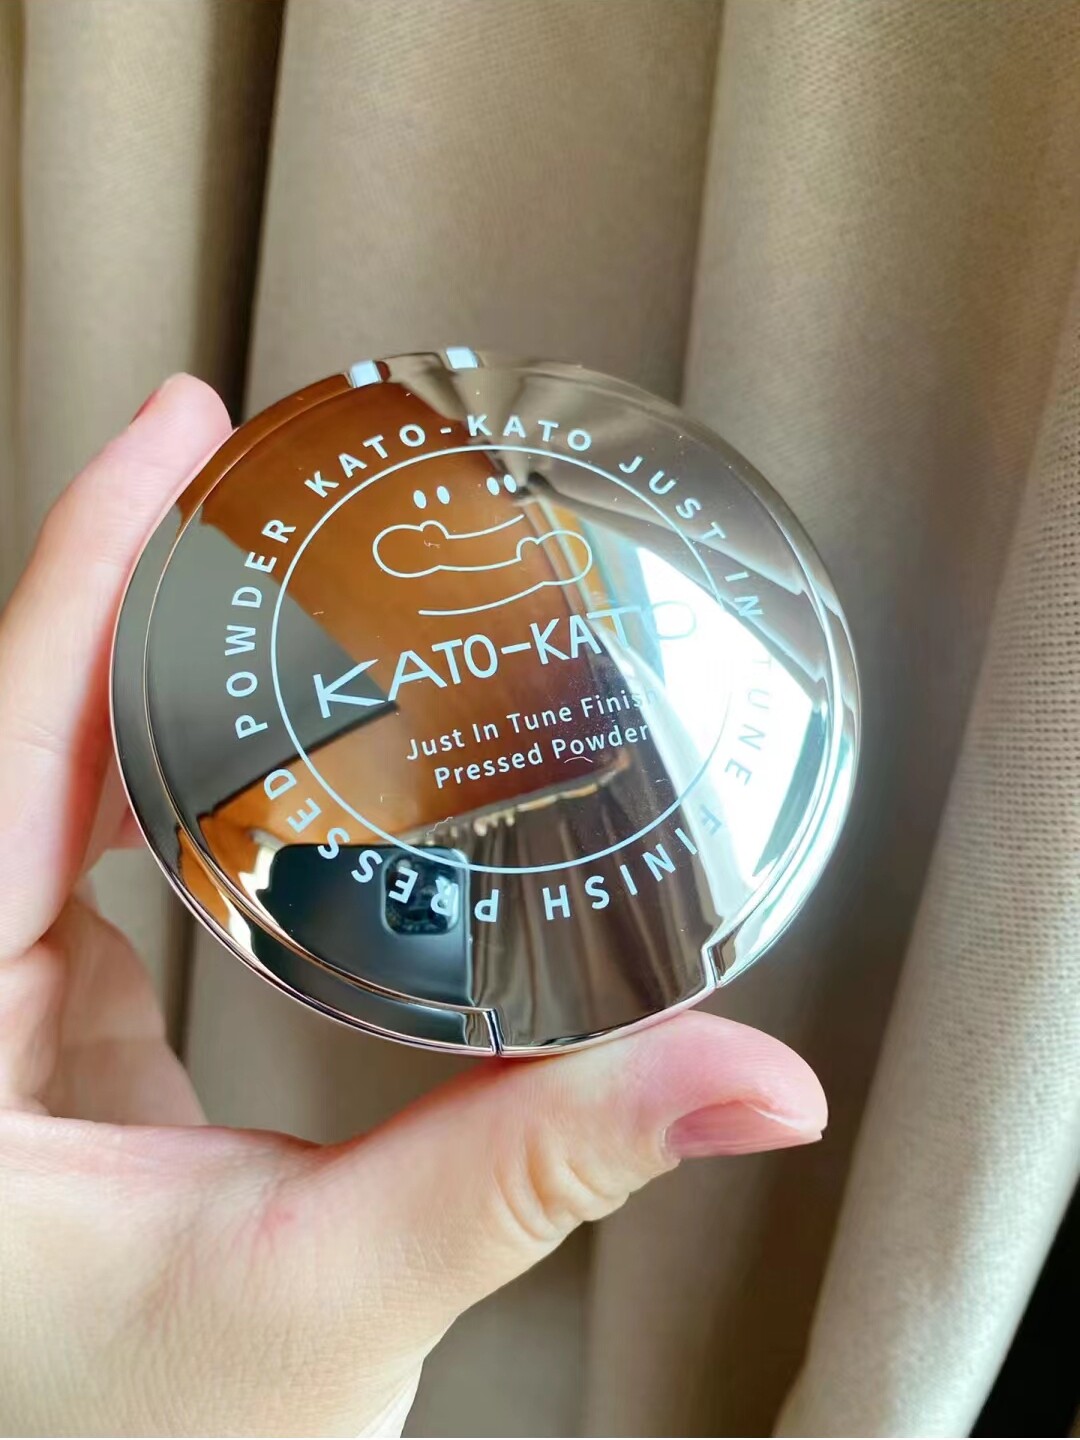 KATO-KATO JUST IN TUNE FINISH PRESSED POWDER
KATO-KATO
Just In Tune Finish
Pressed Powder